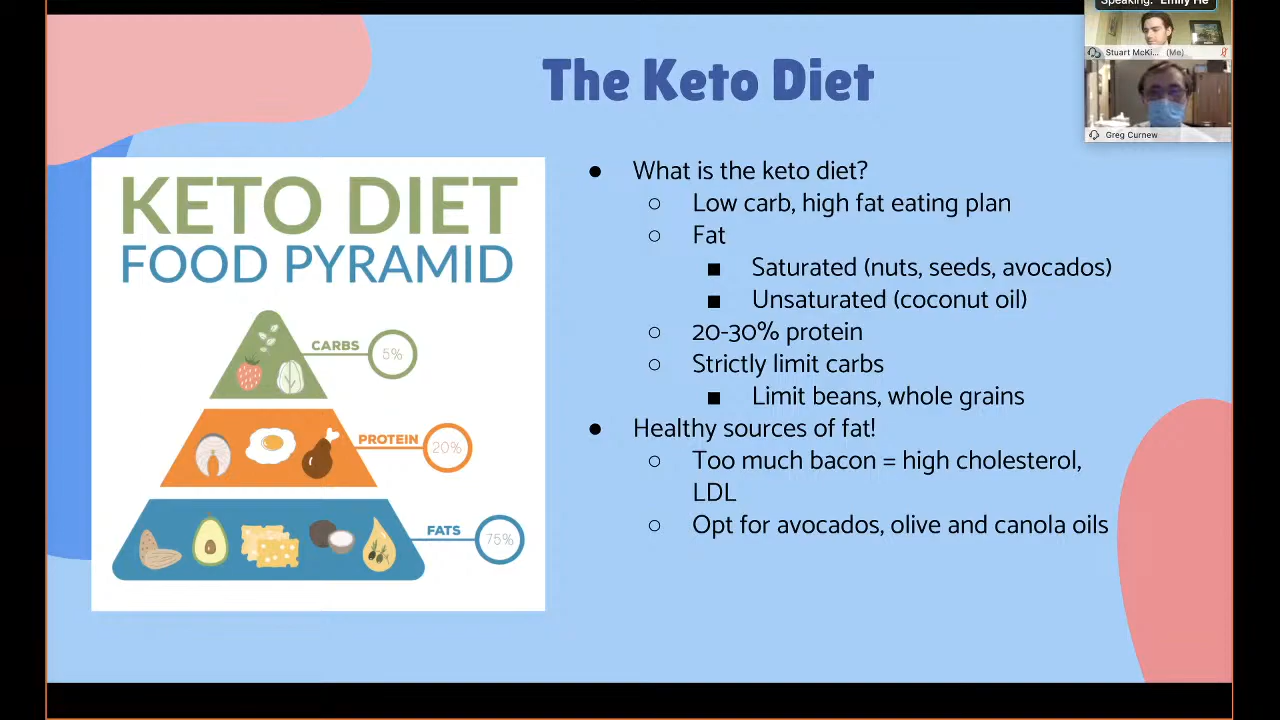 Speaking: Emily He
Stuart McKi... (Me)
Greg Curnew
The Keto Diet
KETO DIET
FOOD PYRAMID
CARBS 5%
PROTEIN 20%
FATS 75%
● What is the keto diet?
○ Low carb, high fat eating plan
○ Fat
■ Saturated (nuts, seeds, avocados)
■ Unsaturated (coconut oil)
○ 20-30% protein
○ Strictly limit carbs
■ Limit beans, whole grains
● Healthy sources of fat!
○ Too much bacon = high cholesterol,
LDL
○ Opt for avocados, olive and canola oils